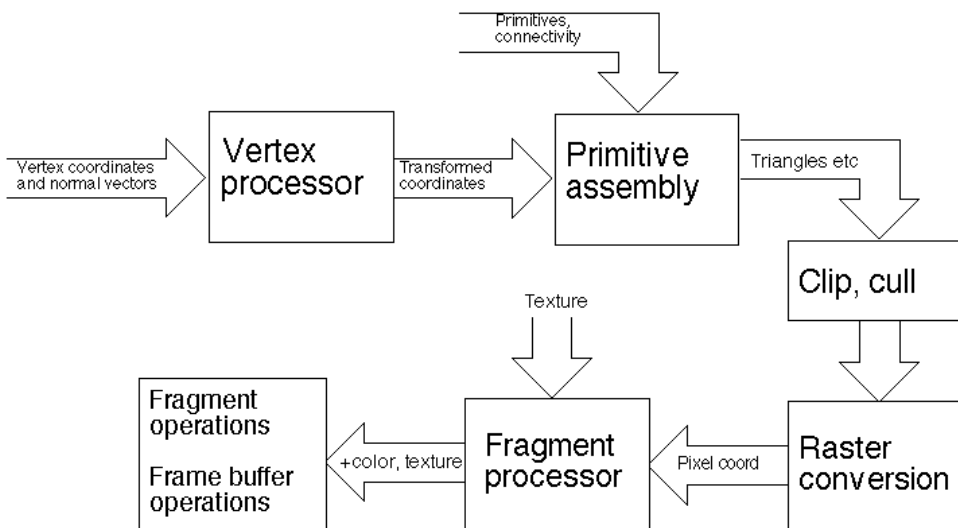 Primitives,
connectivity
Vertex coordinates
and normal vectors
Vertex
processor
Transformed
coordinates
Primitive
assembly
Triangles etc
Clip, cull
Texture
Fragment
operations
Frame buffer
operations
+color, texture
Fragment
processor
Pixel coord
Raster
conversion